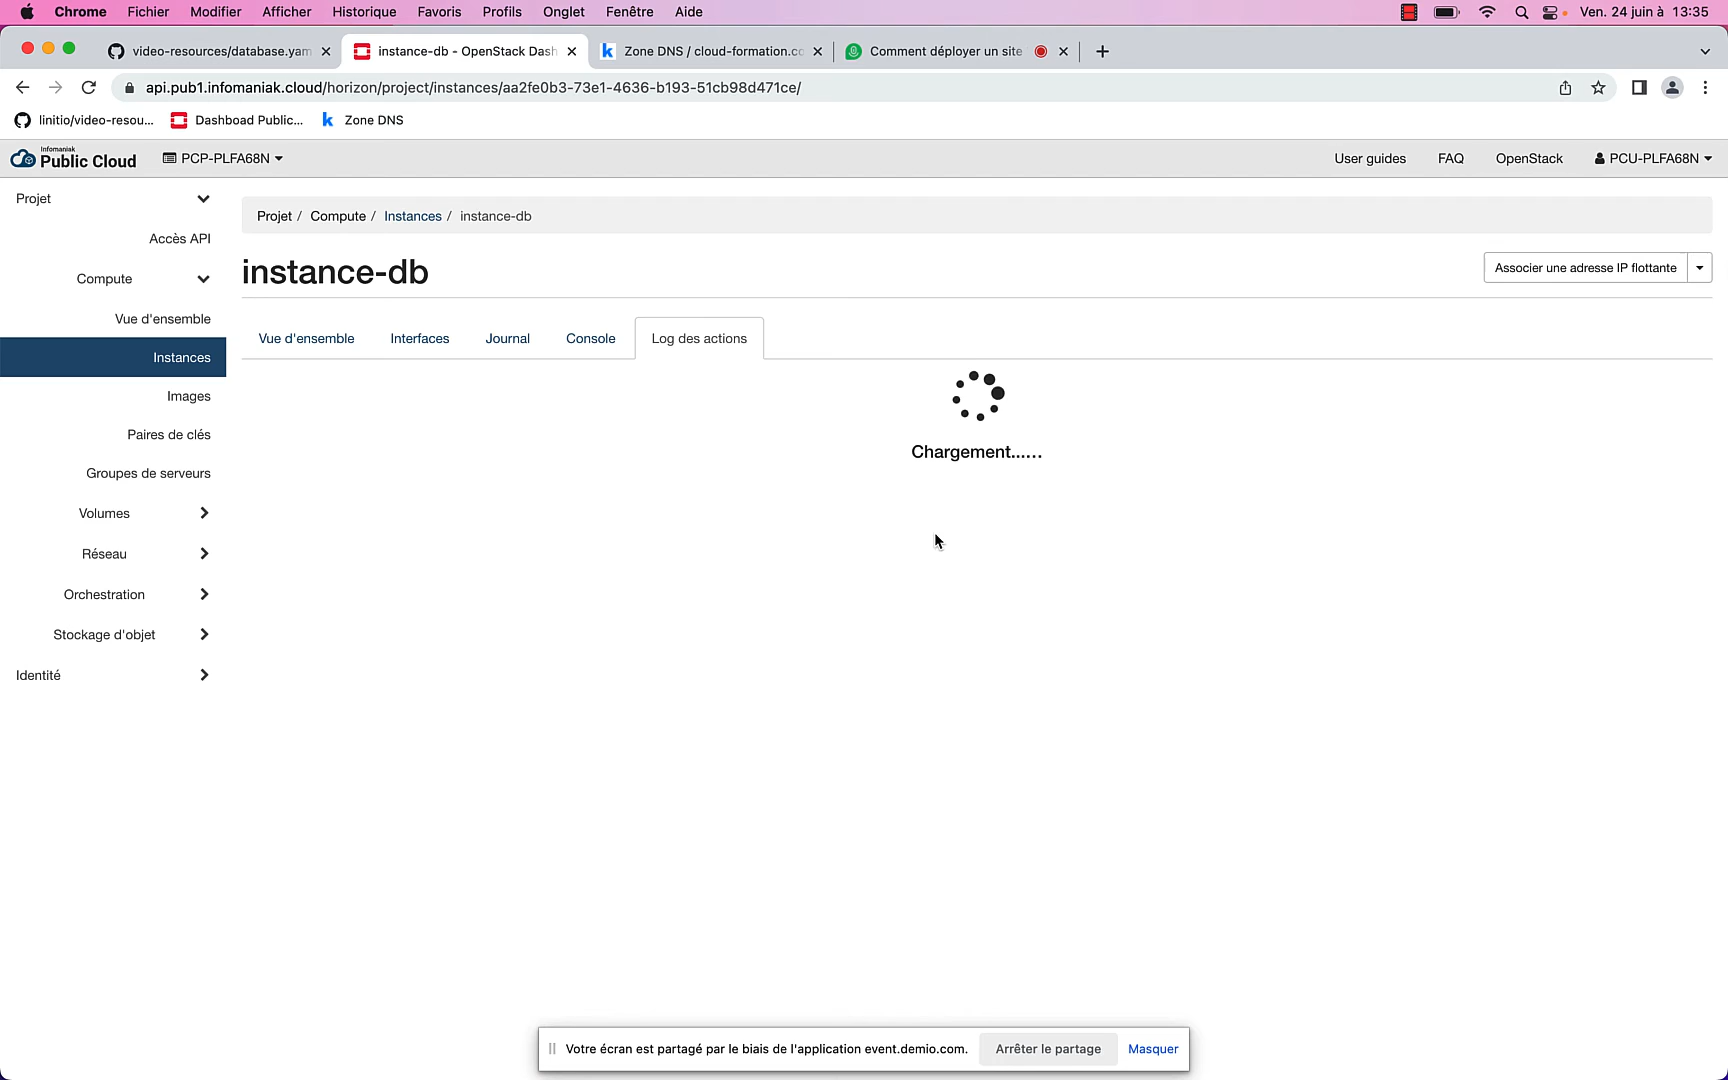 Chrome Fichier Modifier Afficher Historique Favoris Profils Onglet Fenêtre Aide Ven. 24 juin à 13:35
video-resources/database.yam instance-db - OpenStack Dash Zone DNS / cloud-formation.co Comment déployer un site
api.pub1.infomaniak.cloud/horizon/project/instances/aa2fe0b3-73e1-4636-b193-51cb98d471ce/
linitio/video-resou... Dashboad Public... Zone DNS
Infomaniak
Public Cloud PCP-PLFA68N User guides FAQ OpenStack PCU-PLFA68N
Projet
Accès API
Compute
Vue d'ensemble
Instances
Images
Paires de clés
Groupes de serveurs
Volumes
Réseau
Orchestration
Stockage d'objet
Identité
Projet / Compute / Instances / instance-db
instance-db
Associer une adresse IP flottante
Vue d'ensemble Interfaces Journal Console Log des actions
Chargement......
Votre écran est partagé par le biais de l'application event.demio.com. Arrêter le partage Masquer